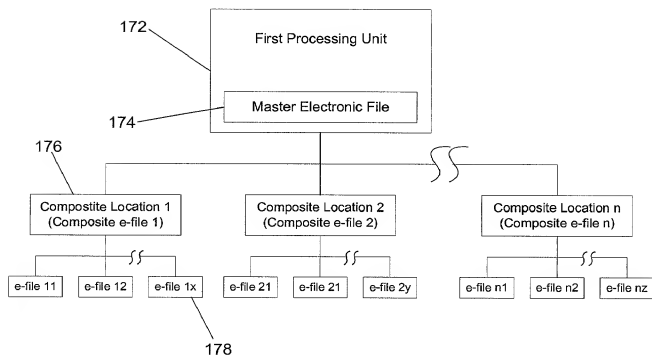 172
First Processing Unit
174
Master Electronic File
176
Compostite Location 1
(Composite e-file 1)
Composite Location 2
(Composite e-file 2)
Composite Location n
(Composite e-file n)
e-file 11
e-file 12
e-file 1x
e-file 21
e-file 21
e-file 2y
e-file n1
e-file n2
e-file nz
178